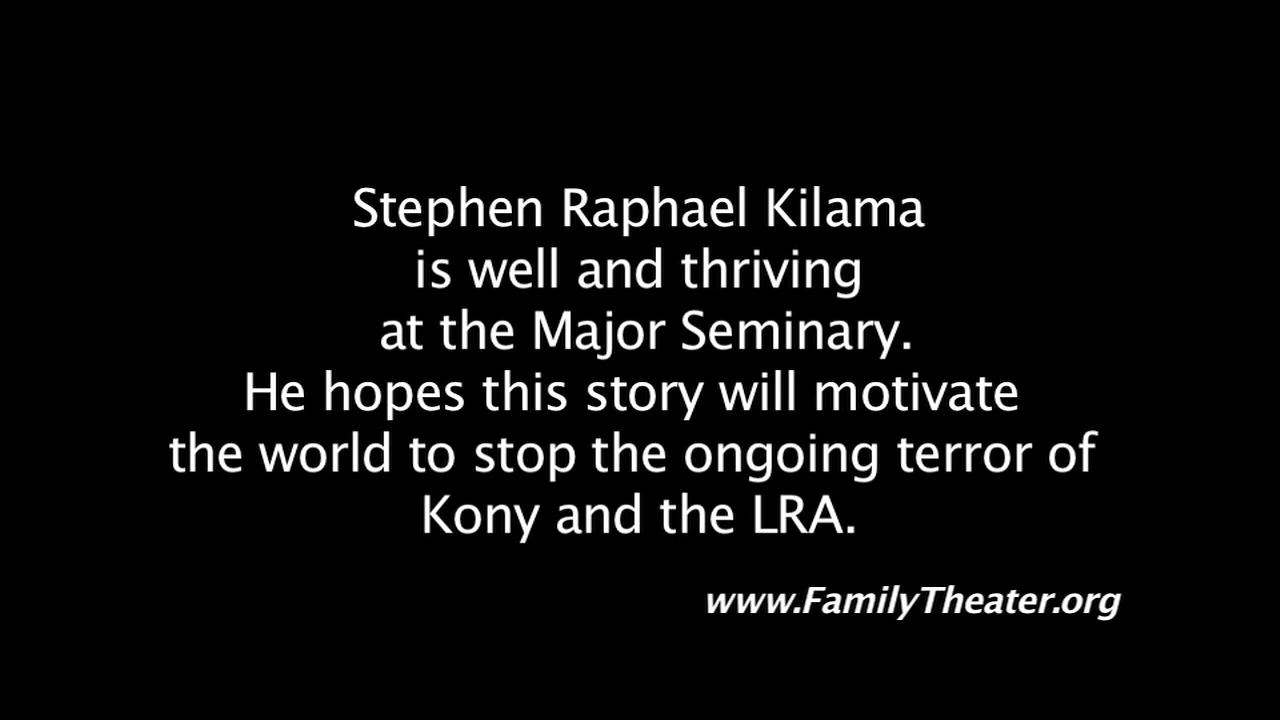 Stephen Raphael Kilama
is well and thriving
at the Major Seminary.
He hopes this story will motivate
the world to stop the ongoing terror of
Kony and the LRA.
www.FamilyTheater.org